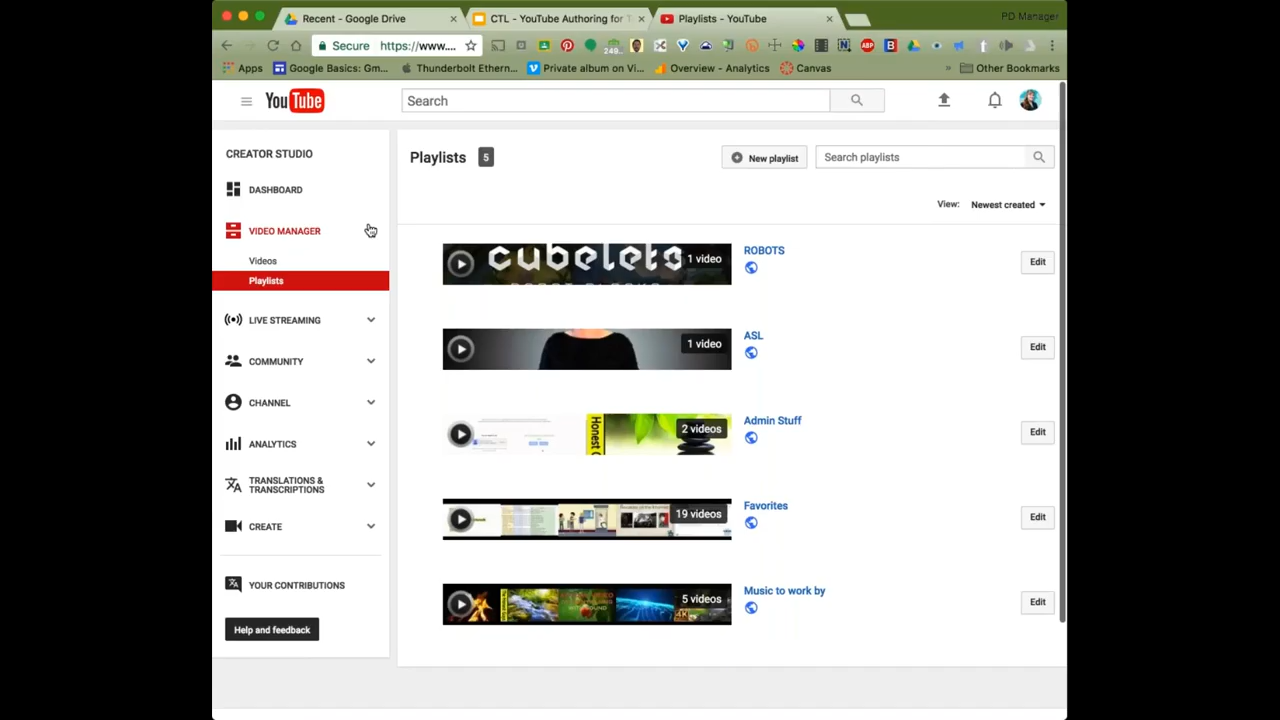 Recent - Google Drive
CTL - YouTube Authoring for T
Playlists - YouTube
PD Manager
Secure
https://www....
249..
ABP
Apps
Google Basics: Gm...
Thunderbolt Ethern...
Private album on Vi...
Overview - Analytics
Canvas
»
Other Bookmarks
YouTube
Search
CREATOR STUDIO
DASHBOARD
VIDEO MANAGER
Videos
Playlists
LIVE STREAMING
COMMUNITY
CHANNEL
ANALYTICS
TRANSLATIONS &
TRANSCRIPTIONS
CREATE
YOUR CONTRIBUTIONS
Help and feedback
Playlists 5
New playlist
Search playlists
View: Newest created
cubelets
1 video
ROBOTS
Edit
1 video
ASL
Edit
Honest
2 videos
Admin Stuff
Edit
19 videos
Favorites
Edit
5 videos
Music to work by
Edit